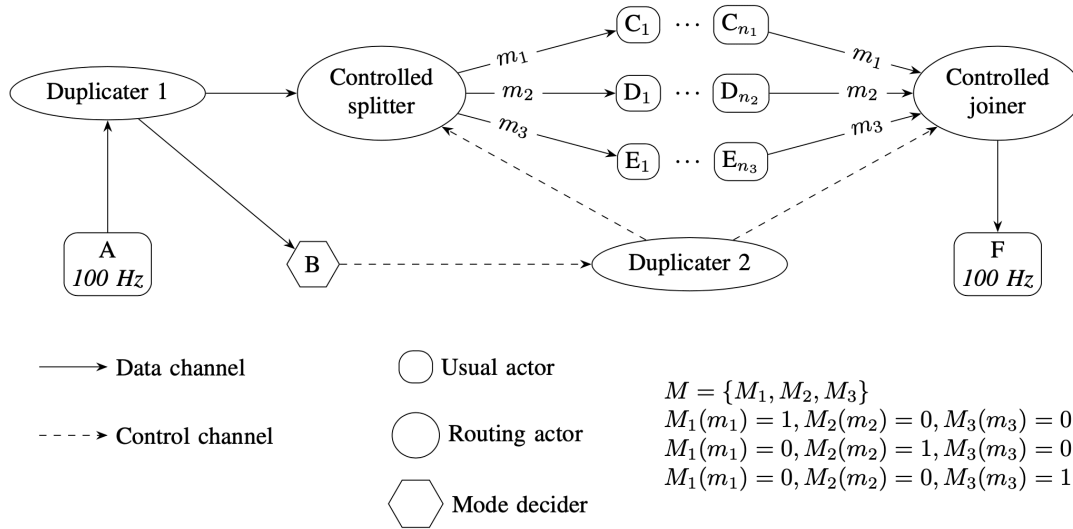 C₁ ··· Cₙ₁
m₁ m₁
Duplicater 1
Controlled
splitter
m₂ D₁ ··· Dₙ₂ m₂
Controlled
joiner
m₃ m₃
E₁ ··· Eₙ₃
A
100 Hz
B
Duplicater 2
F
100 Hz
Data channel
Usual actor
M = {M₁, M₂, M₃}
M₁(m₁) = 1, M₂(m₂) = 0, M₃(m₃) = 0
Control channel
Routing actor
M₁(m₁) = 0, M₂(m₂) = 1, M₃(m₃) = 0
M₁(m₁) = 0, M₂(m₂) = 0, M₃(m₃) = 1
Mode decider